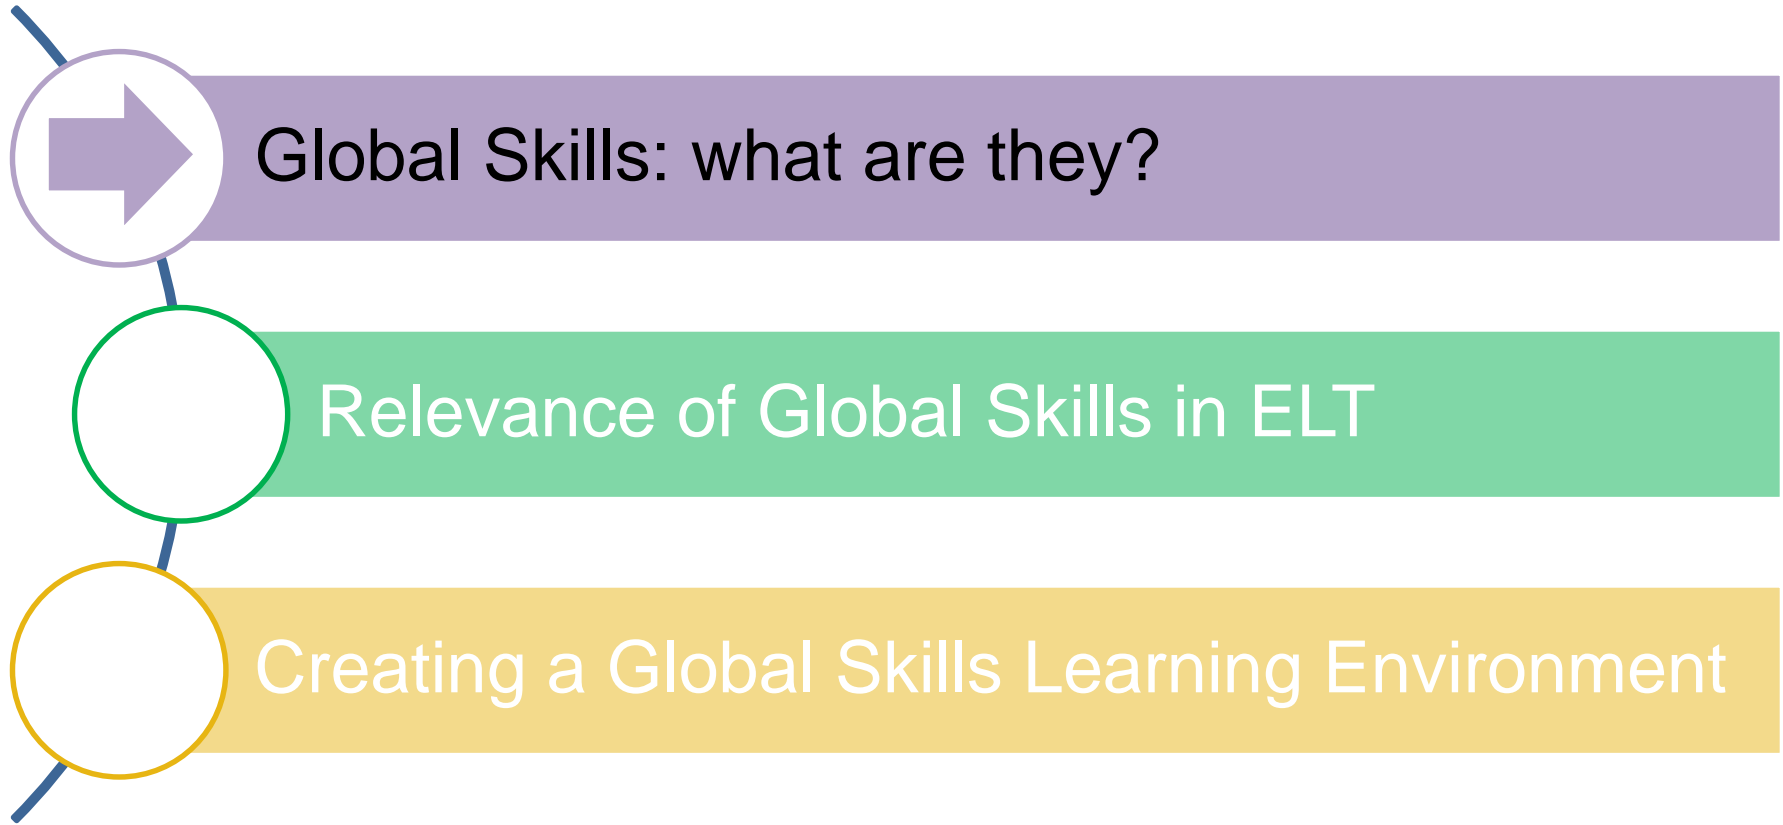 Global Skills: what are they?
Relevance of Global Skills in ELT
Creating a Global Skills Learning Environment